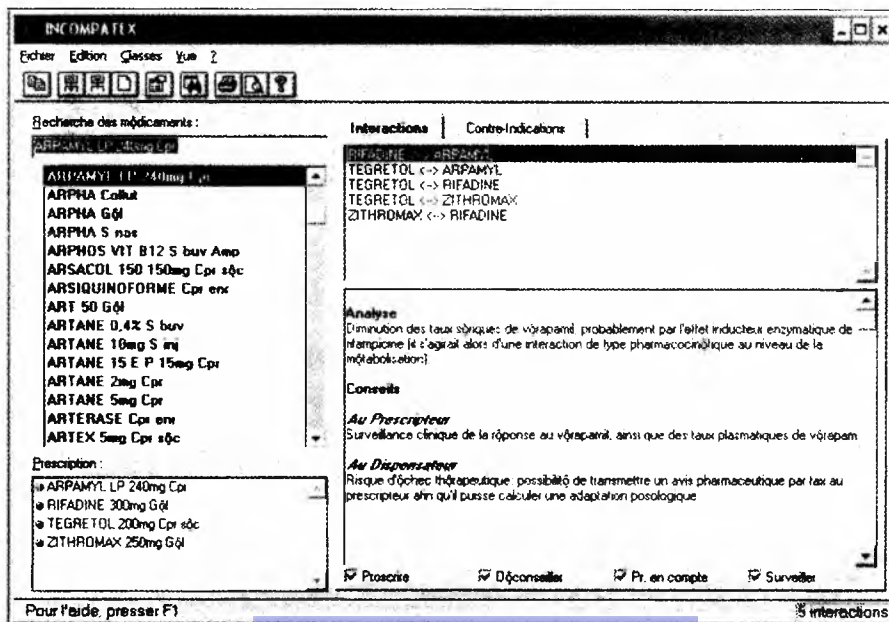 INCOMPATEX
Fichier Edition Classes Vue ?
Recherche des médicaments :
ARPAMYL LP 240mg Cpr
ARPAMYL LP 240mg Cpr
ARPHA Collut
ARPHA Gél
ARPHA S nas
ARPHOS VIT B12 S buv Amp
ARSACOL 150 150mg Cpr séc
ARSIQUINOFORME Cpr enr
ART 50 Gél
ARTANE 0,4% S buv
ARTANE 10mg S inj
ARTANE 15 E P 15mg Cpr
ARTANE 2mg Cpr
ARTANE 5mg Cpr
ARTERASE Cpr enr
ARTEX 5mg Cpr séc
Prescription :
ARPAMYL LP 240mg Cpr
RIFADINE 300mg Gél
TEGRETOL 200mg Cpr séc
ZITHROMAX 250mg Gél
Interactions Contre-Indications
RIFADINE <-> ARPAMYL
TEGRETOL <-> ARPAMYL
TEGRETOL <-> RIFADINE
TEGRETOL <-> ZITHROMAX
ZITHROMAX <-> RIFADINE
Analyse
Diminution des taux sériques de vérapamil, probablement par l'effet inducteur enzymatique de
rifampicine (il s'agirait alors d'une interaction de type pharmacocinétique au niveau de la
métabolisation)
Conseils
Au Prescripteur
Surveillance clinique de la réponse au vérapamil, ainsi que des taux plasmatiques de vérapam
Au Dispensateur
Risque d'échec thérapeutique: possibilité de transmettre un avis pharmaceutique par fax au
prescripteur afin qu'il puisse calculer une adaptation posologique
Proscrire Déconseiller Pr. en compte Surveiller
Pour l'aide, presser F1 5 interactions